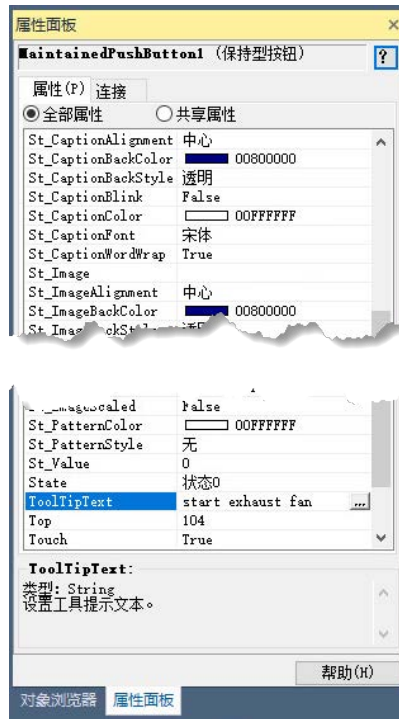 属性面板 ×
MaintainedPushButton1 (保持型按钮) ?
属性(P) 连接
全部属性 共享属性
St_CaptionAlignment 中心
St_CaptionBackColor 00800000
St_CaptionBackStyle 透明
St_CaptionBlink False
St_CaptionColor 00FFFFFF
St_CaptionFont 宋体
St_CaptionWordWrap True
St_Image
St_ImageAlignment 中心
St_ImageBackColor 00800000
False
St_PatternColor 00FFFFFF
St_PatternStyle 无
St_Value 0
State 状态0
ToolTipText start exhaust fan ...
Top 104
Touch True
ToolTipText:
类型: String
设置工具提示文本。
帮助(H)
对象浏览器 属性面板